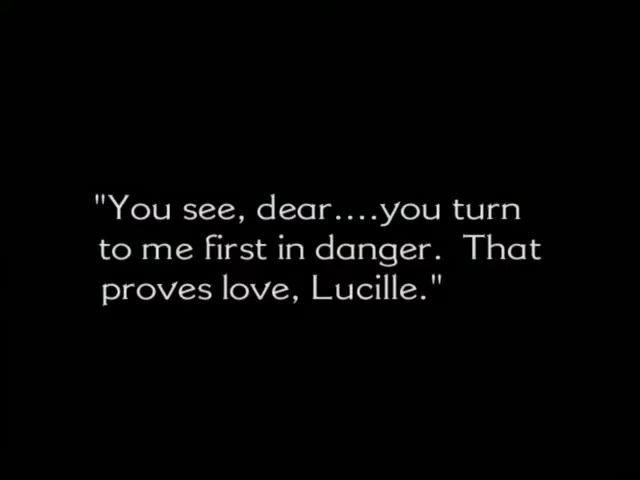 "You see, dear....you turn
to me first in danger.  That
proves love, Lucille."